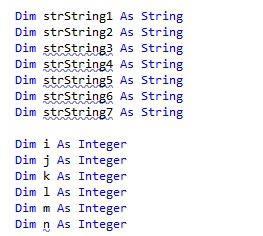 Dim strString1 As String
Dim strString2 As String
Dim strString3 As String
Dim strString4 As String
Dim strString5 As String
Dim strString6 As String
Dim strString7 As String
Dim i As Integer
Dim j As Integer
Dim k As Integer
Dim l As Integer
Dim m As Integer
Dim n As Integer